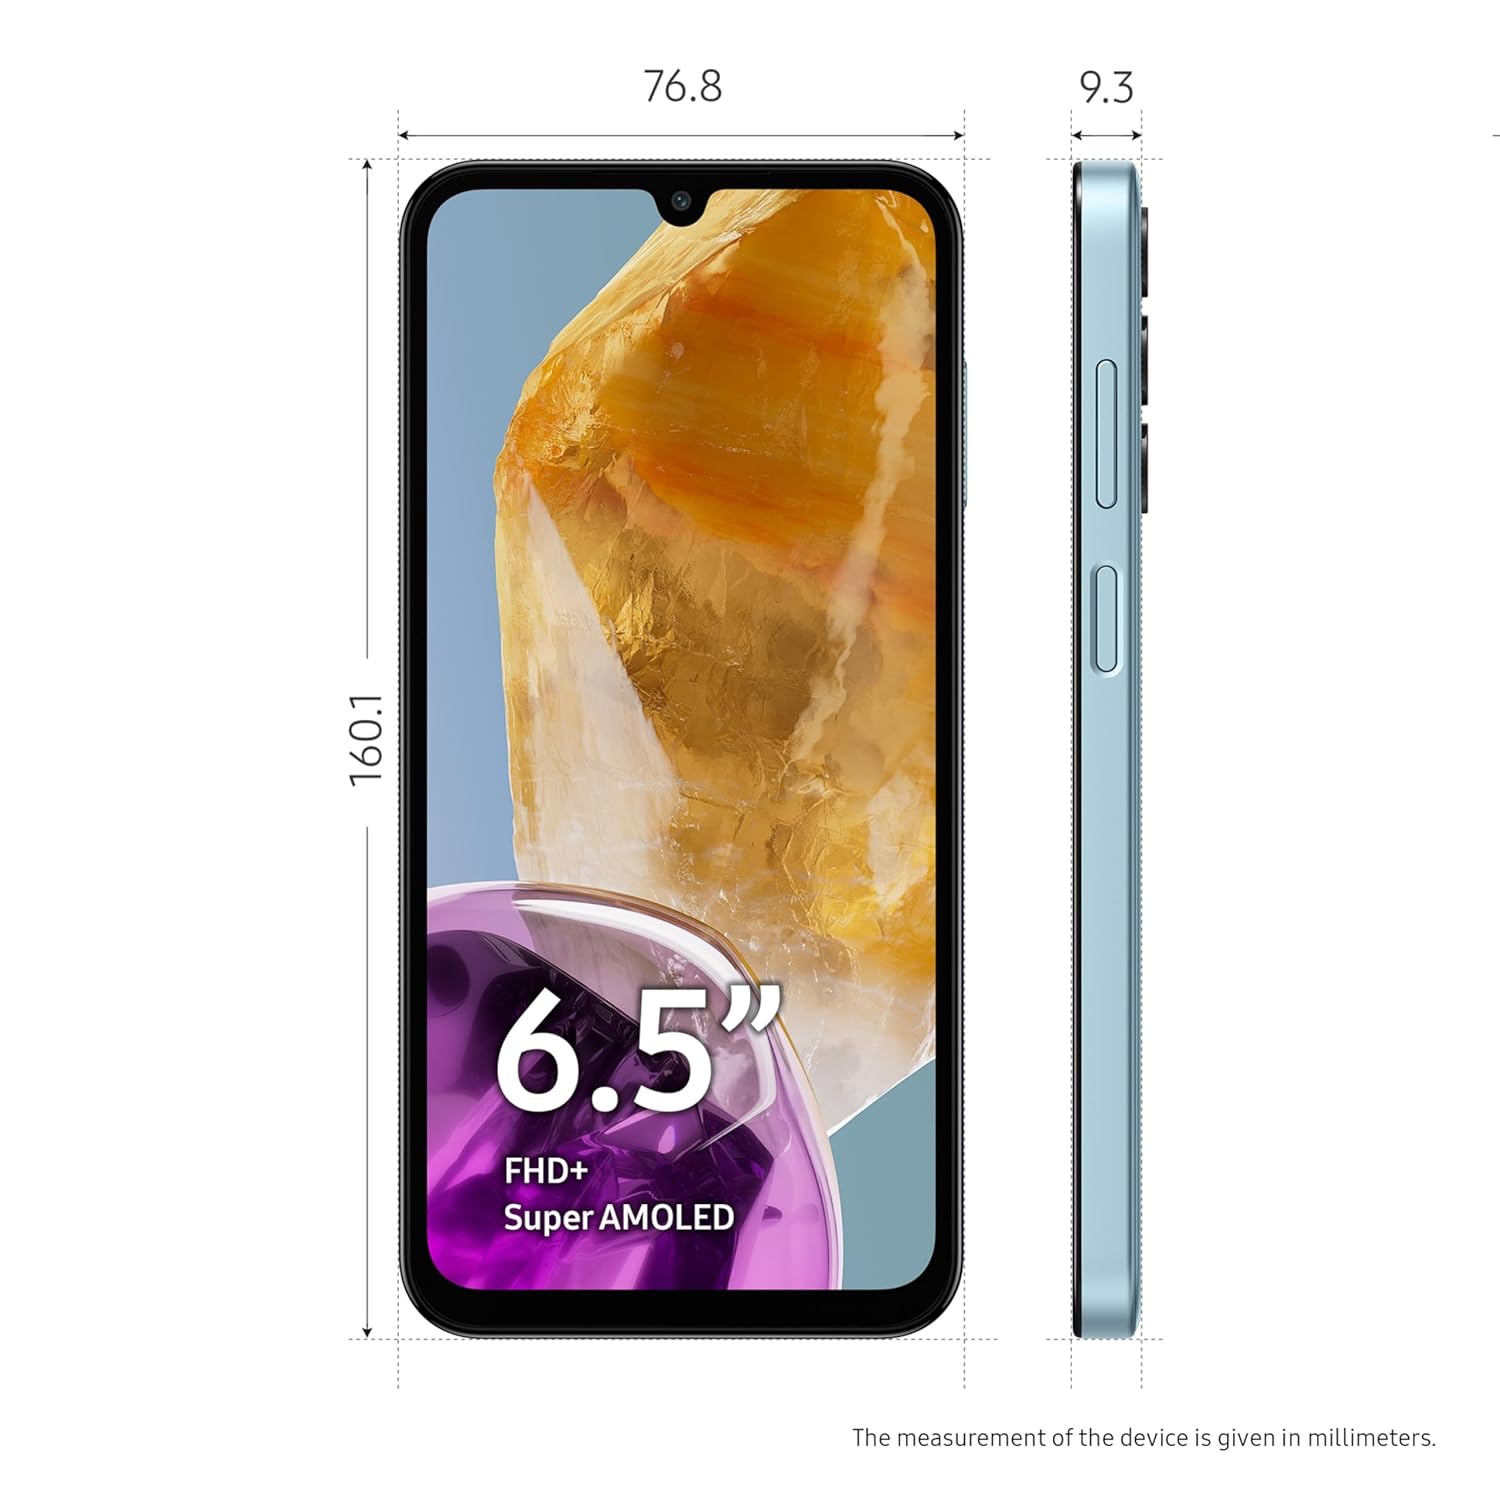 76.8
9.3
160.1
6.5”
FHD+
Super AMOLED
The measurement of the device is given in millimeters.